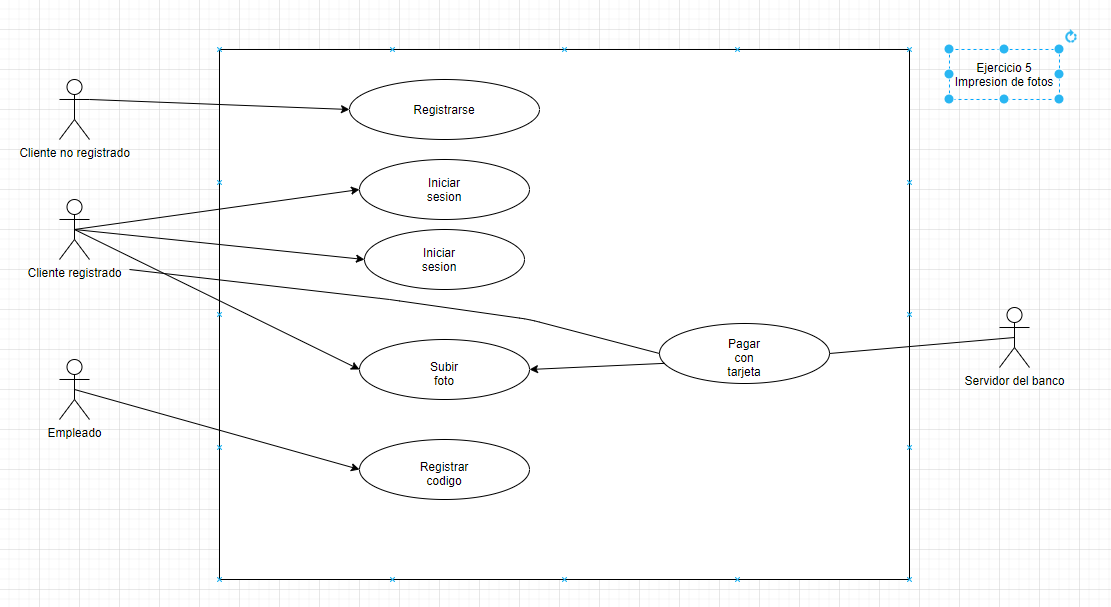 Ejercicio 5
Impresion de fotos
Registrarse
Cliente no registrado
Iniciar
sesion
Cliente registrado
Iniciar
sesion
Pagar
con
tarjeta
Servidor del banco
Subir
foto
Empleado
Registrar
codigo